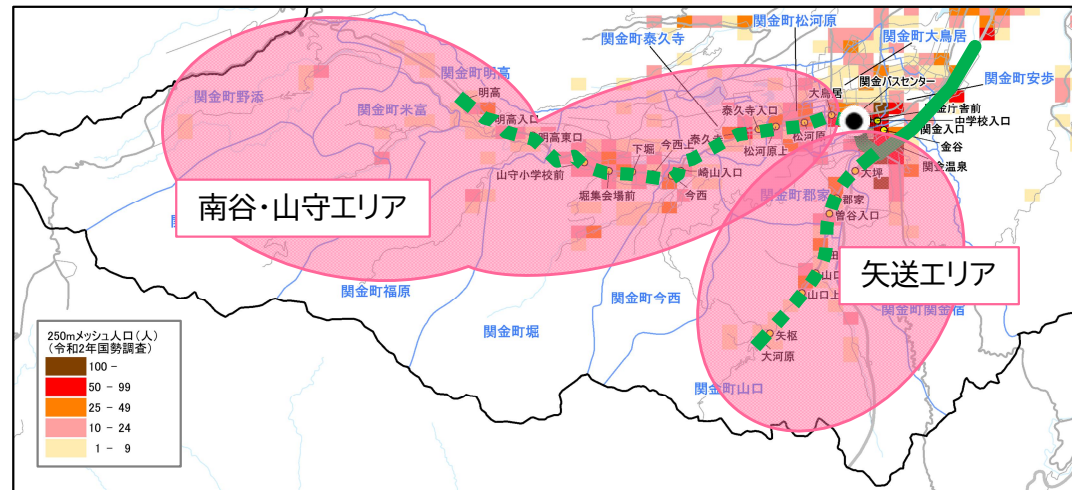 関金町松河原
関金町泰久寺
関金町大鳥居
関金町明高
関金バスセンター
関金町安歩
関金町野添
明高
関金町米富
大鳥居
泰久寺入口
関金庁舎前
明高入口
中学校入口
松河原
関金入口
明高東口
下堀
今西上
泰久寺
松河原上
金谷
山守小学校前
崎山入口
大坪
関金温泉
堀集会場前
今西
関金町郡家
郡家
南谷・山守エリア
曽谷入口
矢送エリア
山口
関金町福原
関金町今西
山口上
関金町関金宿
関金町堀
矢枢
大河原
関金町山口
250mメッシュ人口(人)
(令和2年国勢調査)
100 -
50 - 99
25 - 49
10 - 24
1 - 9